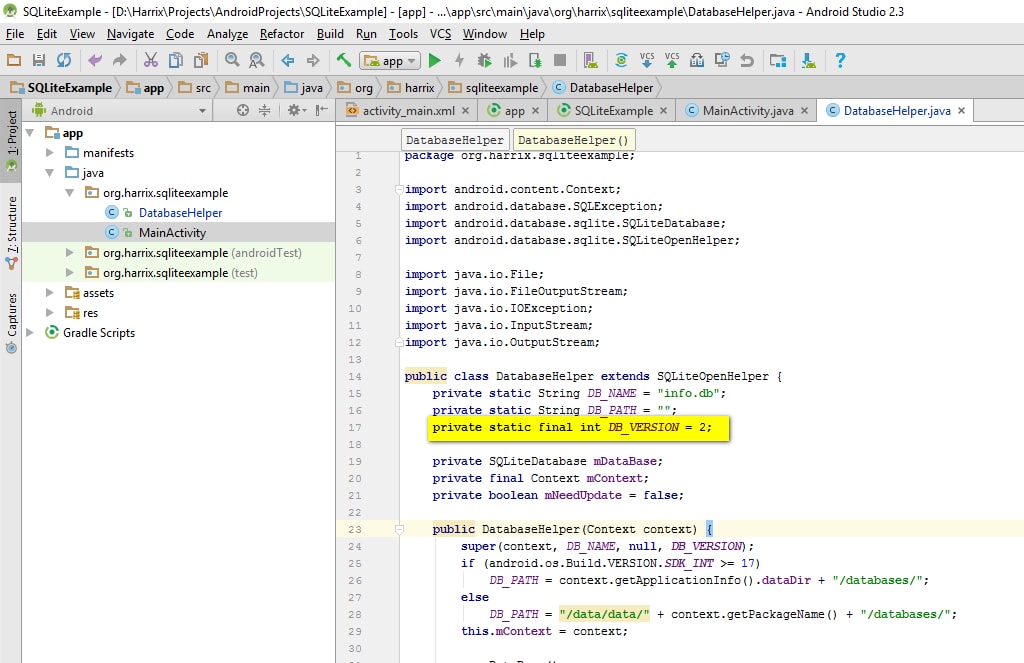 SQLiteExample - [D:\Harrix\Projects\AndroidProjects\SQLiteExample] - [app] - ...\app\src\main\java\org\harrix\sqliteexample\DatabaseHelper.java - Android Studio 2.3
File Edit View Navigate Code Analyze Refactor Build Run Tools VCS Window Help
app VCS VCS ?
SQLiteExample app src main java org harrix sqliteexample DatabaseHelper
Android
activity_main.xml app SQLiteExample MainActivity.java DatabaseHelper.java
1: Project
7: Structure
Captures
app
manifests
java
org.harrix.sqliteexample
DatabaseHelper
MainActivity
org.harrix.sqliteexample (androidTest)
org.harrix.sqliteexample (test)
assets
res
Gradle Scripts
DatabaseHelper DatabaseHelper()
1 package org.harrix.sqliteexample;
2
3 import android.content.Context;
4 import android.database.SQLException;
5 import android.database.sqlite.SQLiteDatabase;
6 import android.database.sqlite.SQLiteOpenHelper;
7
8 import java.io.File;
9 import java.io.FileOutputStream;
10 import java.io.IOException;
11 import java.io.InputStream;
12 import java.io.OutputStream;
13
14 public class DatabaseHelper extends SQLiteOpenHelper {
15 private static String DB_NAME = "info.db";
16 private static String DB_PATH = "";
17 private static final int DB_VERSION = 2;
18
19 private SQLiteDatabase mDataBase;
20 private final Context mContext;
21 private boolean mNeedUpdate = false;
22
23 public DatabaseHelper(Context context) {
24 super(context, DB_NAME, null, DB_VERSION);
25 if (android.os.Build.VERSION.SDK_INT >= 17)
26 DB_PATH = context.getApplicationInfo().dataDir + "/databases/";
27 else
28 DB_PATH = "/data/data/" + context.getPackageName() + "/databases/";
29 this.mContext = context;
30